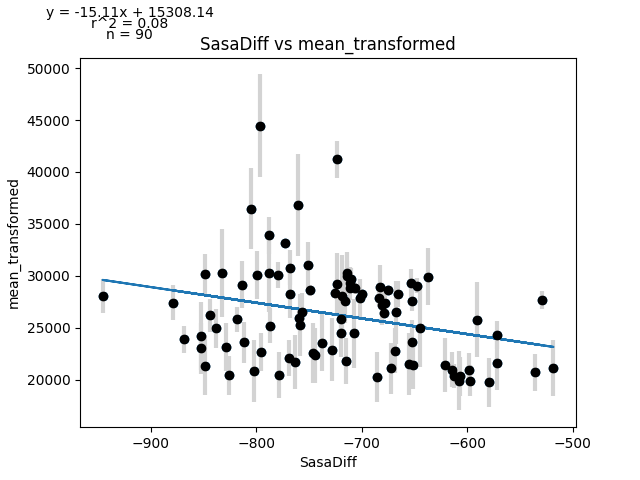 y = -15.11x + 15308.14
r^2 = 0.08
n = 90
SasaDiff vs mean_transformed
50000
45000
40000
35000
30000
25000
20000
mean_transformed
−900
−800
−700
−600
−500
SasaDiff